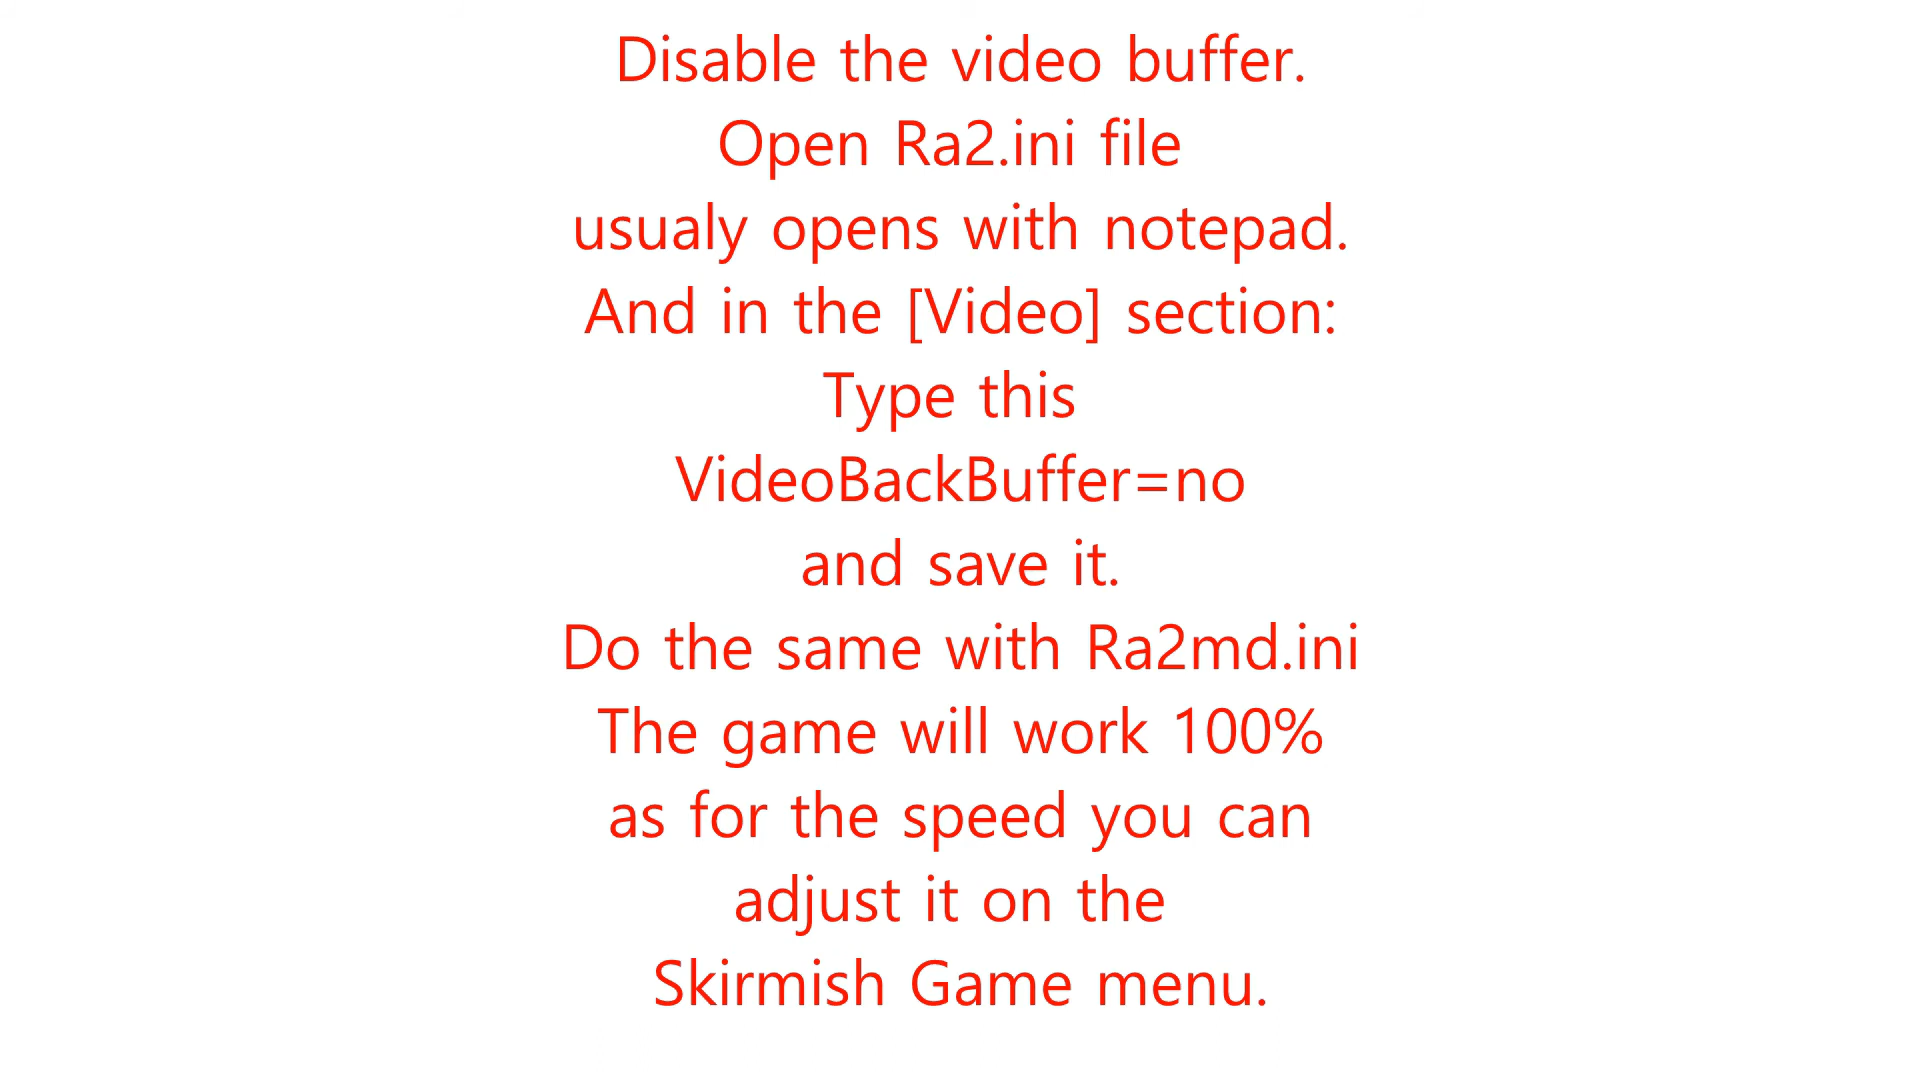 Disable the video buffer.
Open Ra2.ini file
usualy opens with notepad.
And in the [Video] section:
Type this
VideoBackBuffer=no
and save it.
Do the same with Ra2md.ini
The game will work 100%
as for the speed you can
adjust it on the
Skirmish Game menu.